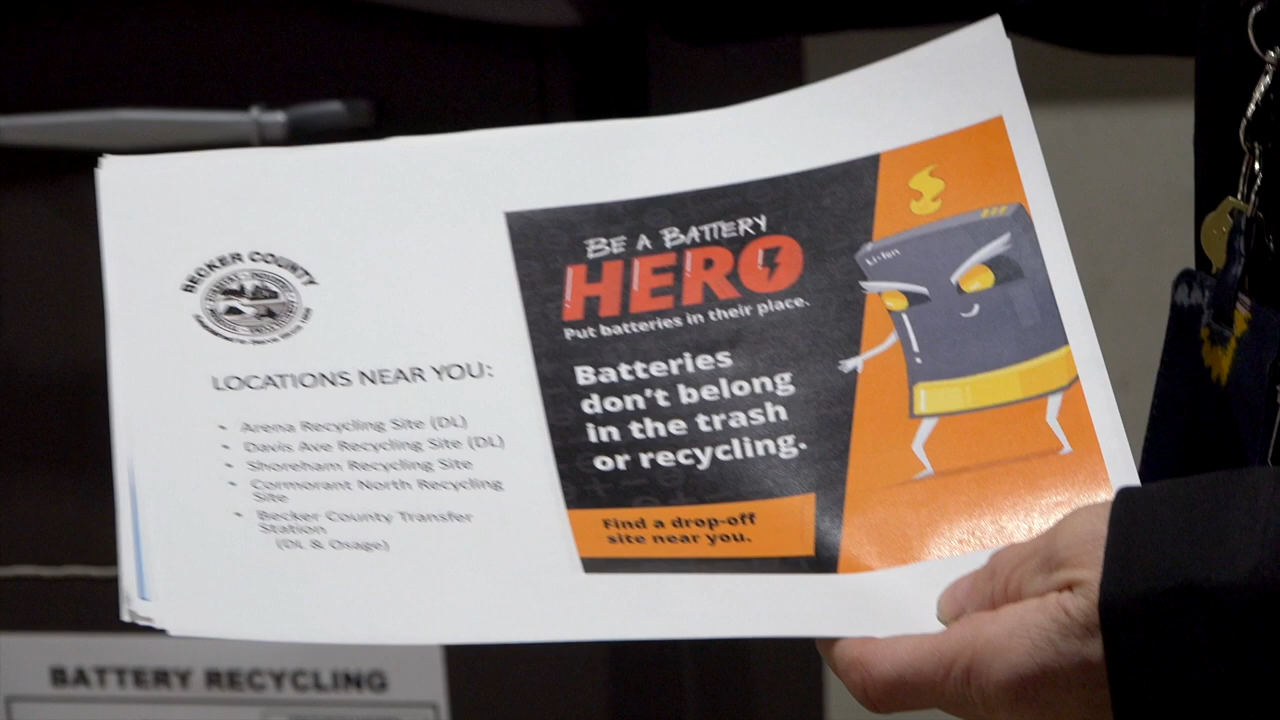 BECKER COUNTY
LOCATIONS NEAR YOU:
• Arena Recycling Site (DL)
• Davis Ave Recycling Site (DL)
• Shoreham Recycling Site
• Cormorant North Recycling
Site
• Becker County Transfer
Station
(DL & Osage)
BE A BATTERY
HERO
Put batteries in their place.
Batteries
don't belong
in the trash
or recycling.
Find a drop-off
site near you.
Li-Ion
BATTERY RECYCLING